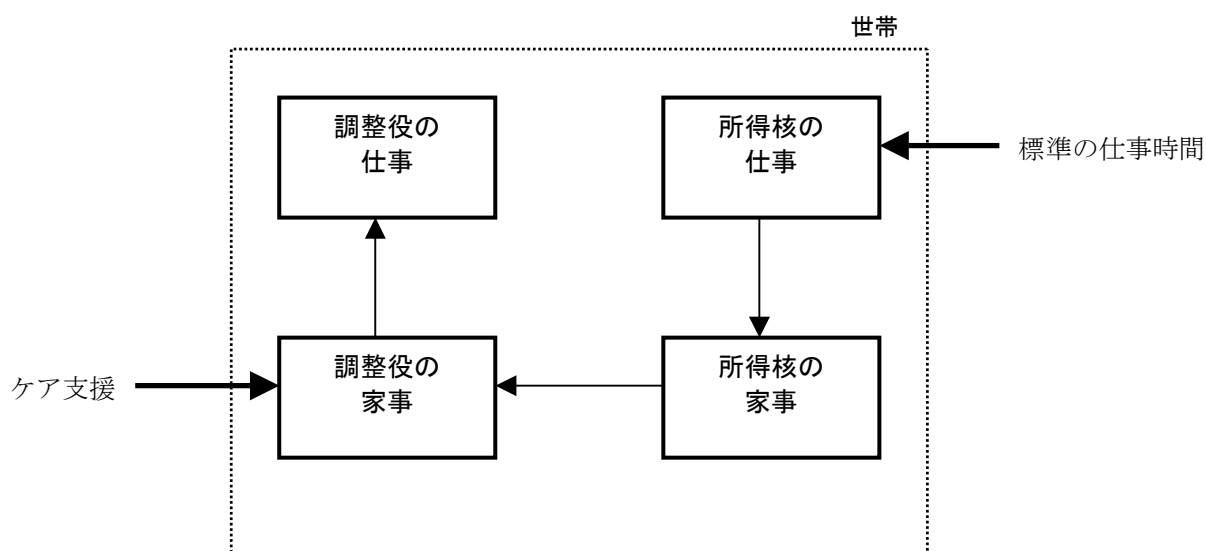 世帯
調整役の
仕事
所得核の
仕事
標準の仕事時間
ケア支援
調整役の
家事
所得核の
家事